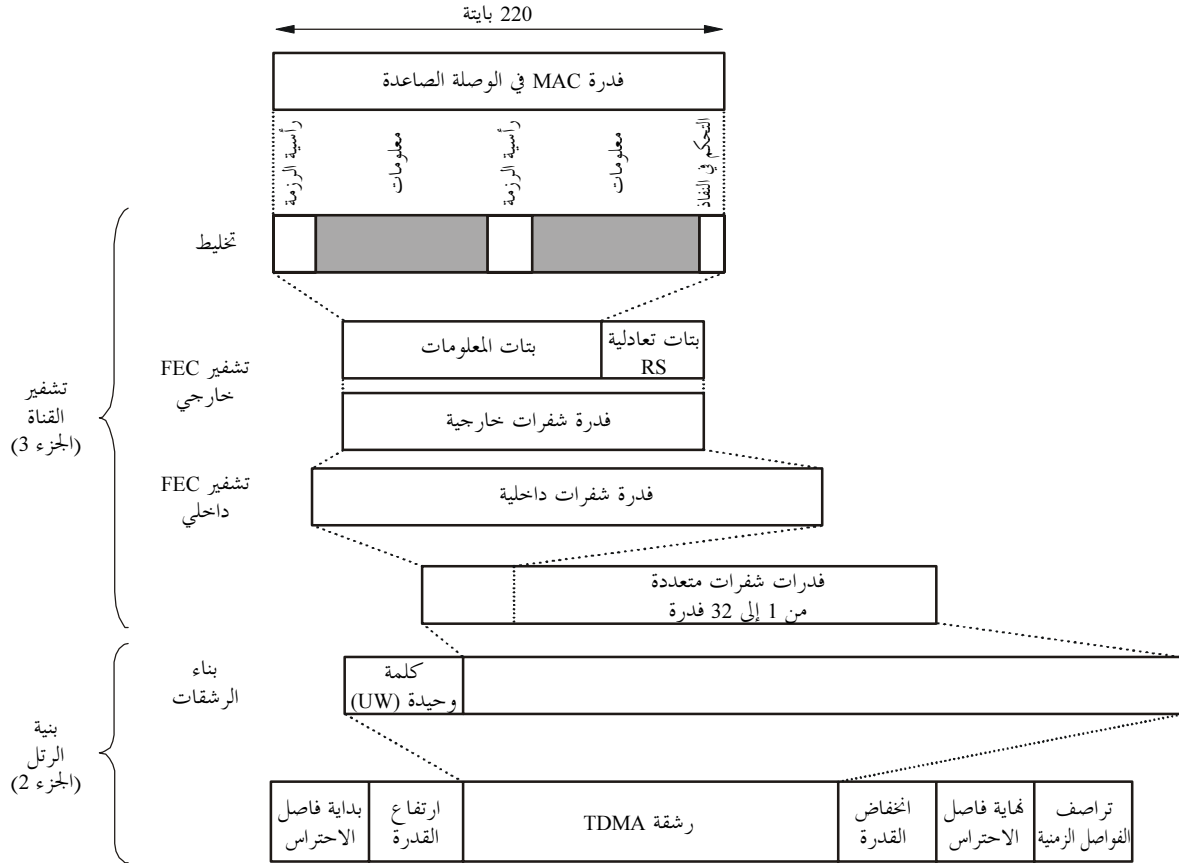 220 بايتة
فدرة MAC في الوصلة الصاعدة
رأسية الرزمة
معلومات
رأسية الرزمة
معلومات
التحكم في النفاذ
تخليط
بتات المعلومات
بتات تعادلية
RS
تشفير FEC
خارجي
فدرة شفرات خارجية
تشفير
القناة
(الجزء 3)
تشفير FEC
داخلي
فدرة شفرات داخلية
فدرات شفرات متعددة
من 1 إلى 32 فدرة
بناء
الرشقات
كلمة
وحيدة (UW)
بنية
الرتل
(الجزء 2)
بداية فاصل
الاحتراس
ارتفاع
القدرة
رشقة TDMA
انخفاض
القدرة
نهاية فاصل
الاحتراس
تراصف
الفواصل الزمنية